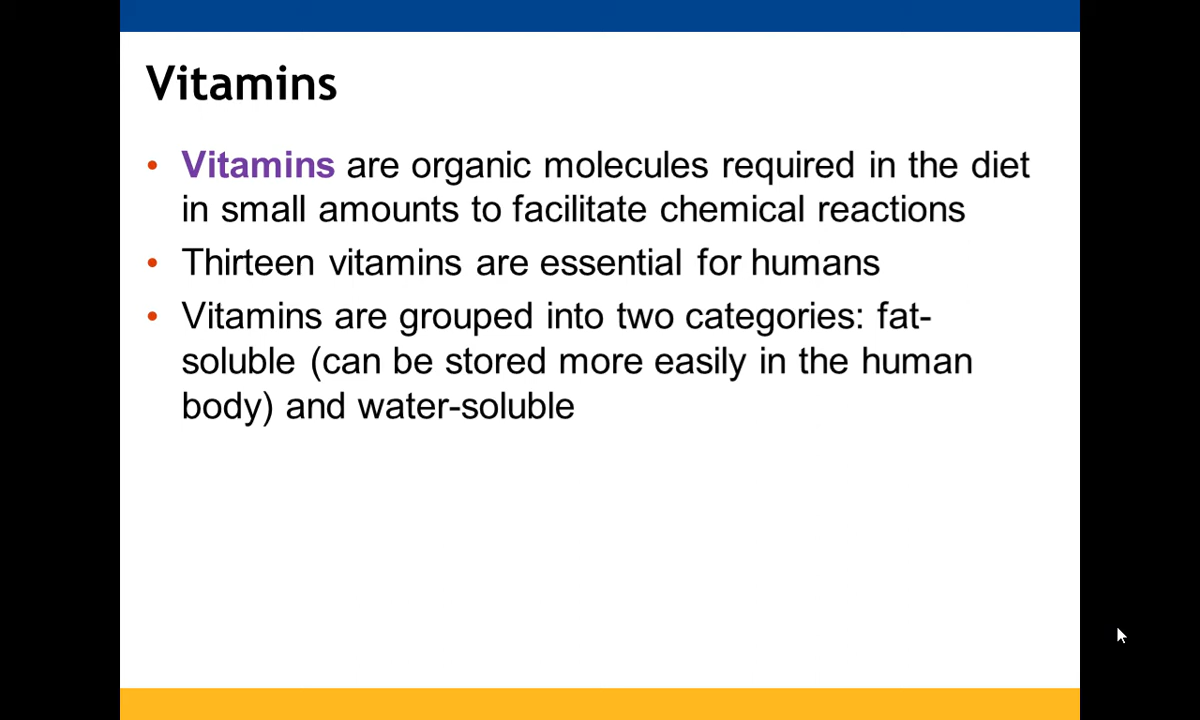 Vitamins
• Vitamins are organic molecules required in the diet
in small amounts to facilitate chemical reactions
• Thirteen vitamins are essential for humans
• Vitamins are grouped into two categories: fat-
soluble (can be stored more easily in the human
body) and water-soluble